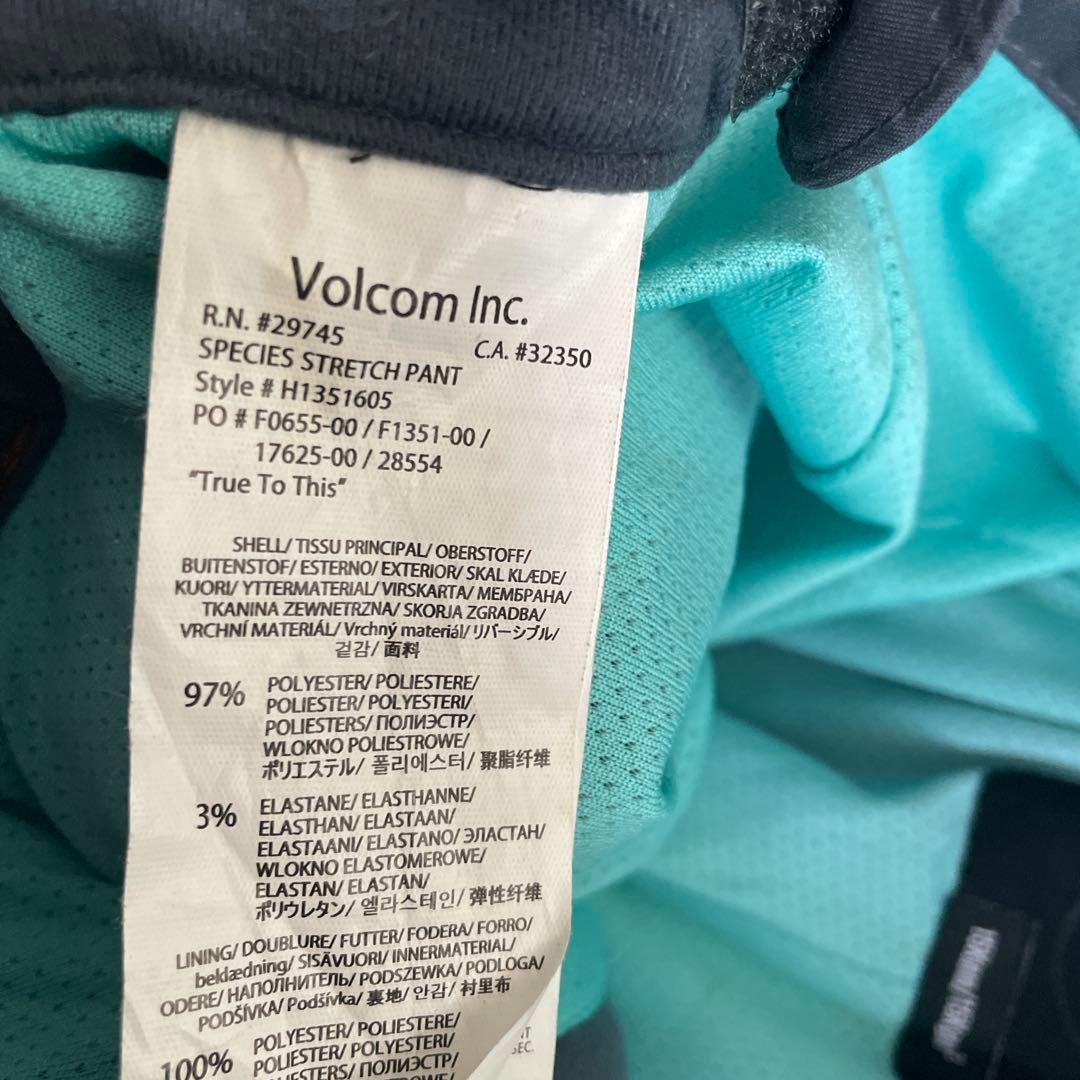 Volcom Inc.
R.N. #29745
C.A. #32350
SPECIES STRETCH PANT
Style # H1351605
PO # F0655-00 / F1351-00 /
17625-00 / 28554
"True To This"
SHELL/ TISSU PRINCIPAL/ OBERSTOFF/
BUITENSTOF/ ESTERNO/ EXTERIOR/ SKAL KLÆDE/
KUORI/ YTTERMATERIAL/ VIRSKARTA/ МЕМБРАНА/
TKANINA ZEWNETRZNA/ SKORJA ZGRADBA/
VRCHNÍ MATERIÁL/ Vrchný materiál/ リバーシブル/
겉감/ 面料
97% POLYESTER/ POLIESTERE/
POLIESTER/ POLYESTERI/
POLIESTERS/ ПОЛИЭСТР/
WLOKNO POLIESTROWE/
ポリエステル/ 폴리에스터/ 聚脂纤维
3% ELASTANE/ ELASTHANNE/
ELASTHAN/ ELASTAAN/
ELASTAANI/ ELASTANO/ ЭЛАСТАН/
WLOKNO ELASTOMEROWE/
ELASTAN/ ELASTAN/
ポリウレタン/ 엘라스테인/ 弹性纤维
LINING/ DOUBLURE/ FUTTER/ FODERA/ FORRO/
beklædning/ SISÄVUORI/ INNERMATERIAL/
ODERE/ НАПОЛНИТЕЛЬ/ PODSZEWKA/ PODLOGA/
PODŠÍVKA/ Podšívka/ 裏地/ 안감/ 衬里布
100% POLYESTER/ POLIESTERE/
POLIESTER/ POLYESTERI/
POLIESTERS/ ПОЛИЭСТР/